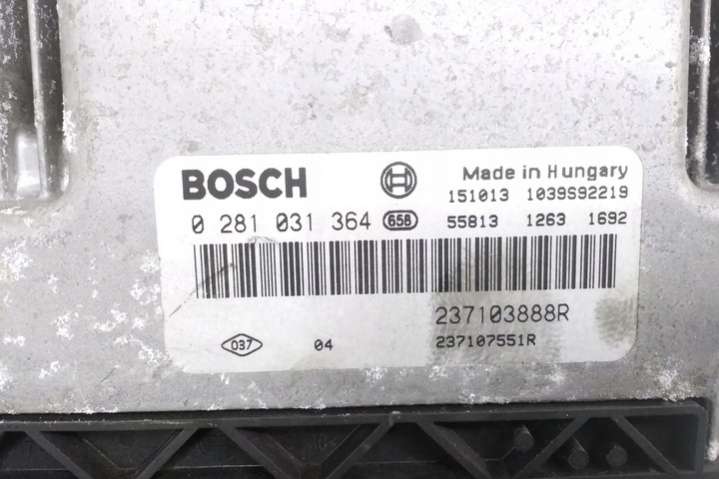 BOSCH
Made in Hungary
151013 1039S92219
0 281 031 364 658 55813 1263 1692
237103888R
037 04 237107551R